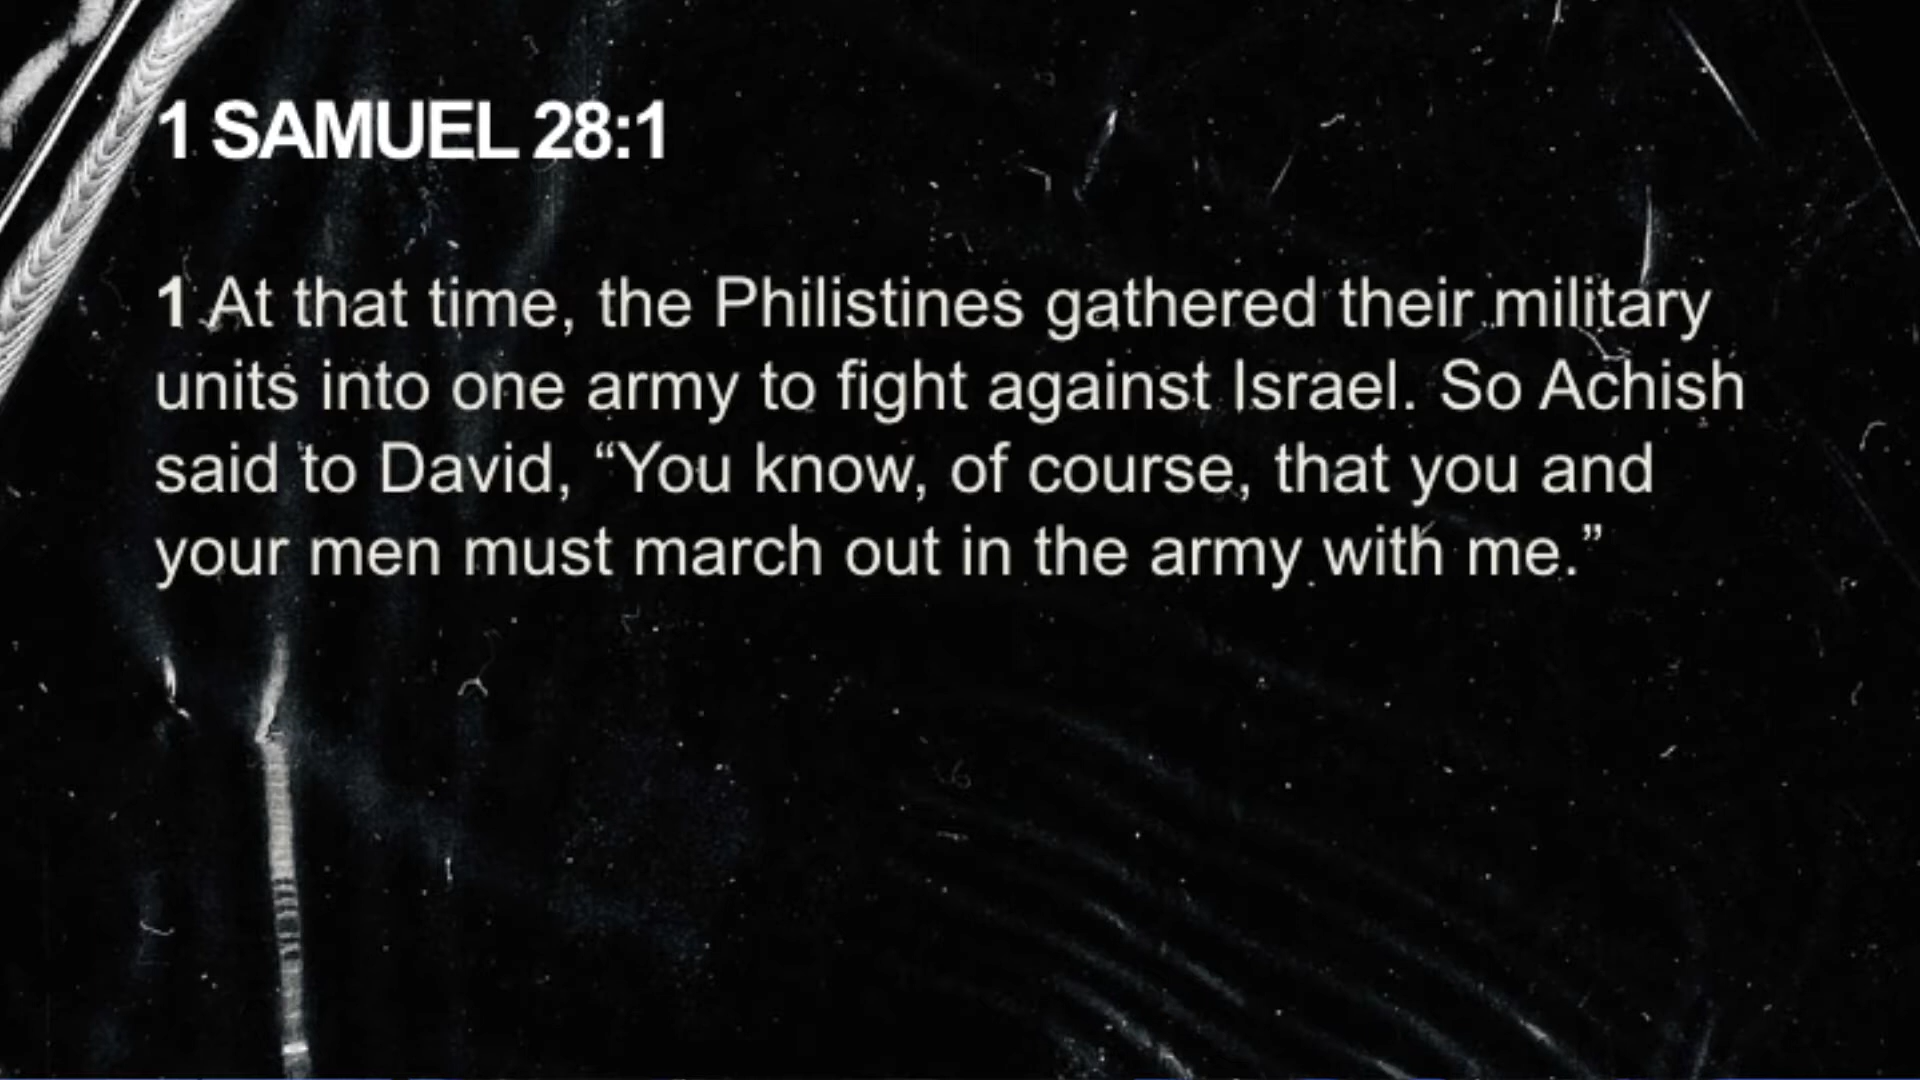 1 SAMUEL 28:1
1 At that time, the Philistines gathered their military
units into one army to fight against Israel. So Achish
said to David, “You know, of course, that you and
your men must march out in the army with me.”